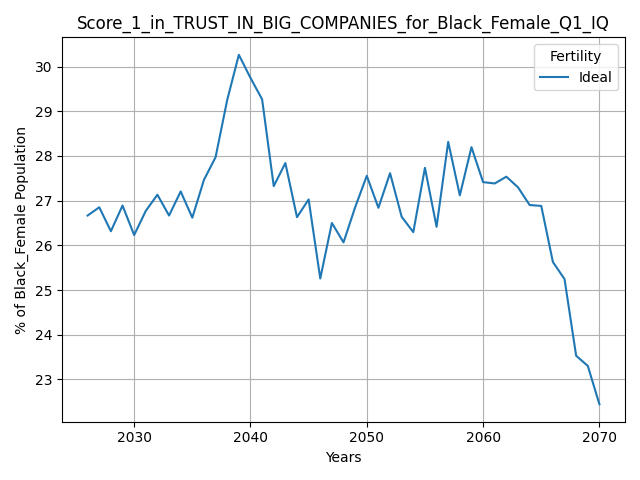 Score_1_in_TRUST_IN_BIG_COMPANIES_for_Black_Female_Q1_IQ
Fertility
Ideal
% of Black_Female Population
30
29
28
27
26
25
24
23
2030
2040
2050
2060
2070
Years